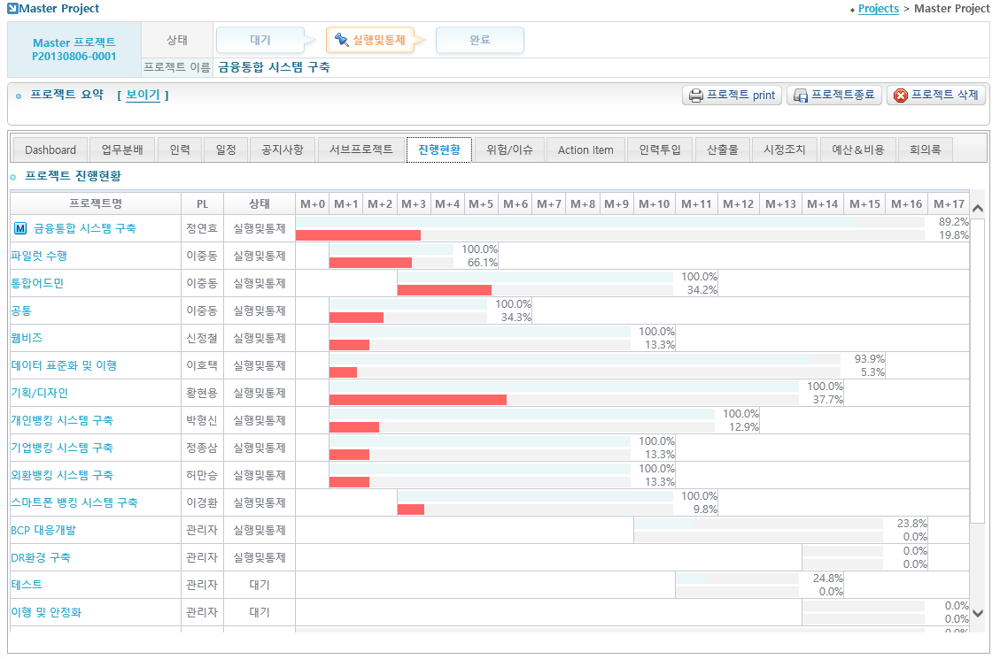 Master Project
Projects > Master Project
Master 프로젝트
P20130806-0001
상태
대기
실행및통제
완료
프로젝트 이름
금융통합 시스템 구축
프로젝트 요약 [ 보이기 ]
프로젝트 print
프로젝트종료
프로젝트 삭제
Dashboard 업무분배 인력 일정 공지사항 서브프로젝트 진행현황 위험/이슈 Action Item 인력투입 산출물 시정조치 예산&비용 회의록
프로젝트 진행현황
프로젝트명 PL 상태 M+0 M+1 M+2 M+3 M+4 M+5 M+6 M+7 M+8 M+9 M+10 M+11 M+12 M+13 M+14 M+15 M+16 M+17
M 금융통합 시스템 구축 정연호 실행및통제 89.2%
19.8%
파일럿 수행 이중동 실행및통제 100.0%
66.1%
통합어드민 이중동 실행및통제 100.0%
34.2%
공통 이중동 실행및통제 100.0%
34.3%
웹비즈 신정철 실행및통제 100.0%
13.3%
데이터 표준화 및 이행 이호택 실행및통제 93.9%
5.3%
기획/디자인 황현용 실행및통제 100.0%
37.7%
개인뱅킹 시스템 구축 박형신 실행및통제 100.0%
12.9%
기업뱅킹 시스템 구축 정종삼 실행및통제 100.0%
13.3%
외환뱅킹 시스템 구축 허만승 실행및통제 100.0%
13.3%
스마트폰 뱅킹 시스템 구축 이경환 실행및통제 100.0%
9.8%
BCP 대응개발 관리자 실행및통제 23.8%
0.0%
DR환경 구축 관리자 실행및통제 0.0%
0.0%
테스트 관리자 대기 24.8%
0.0%
이행 및 안정화 관리자 대기 0.0%
0.0%
0.0%